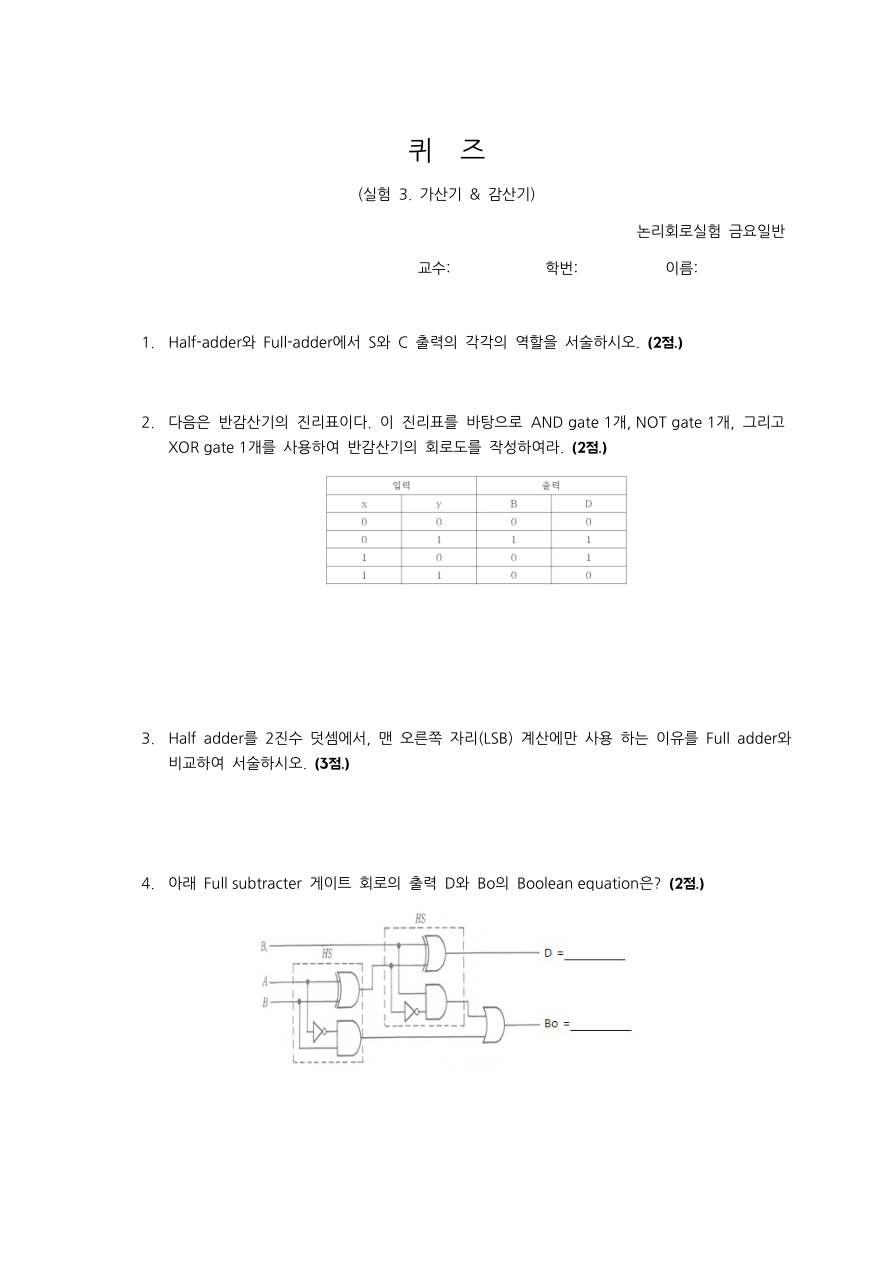 퀴 즈
(실험 3. 가산기 & 감산기)
논리회로실험 금요일반
교수: 학번: 이름:
1. Half-adder와 Full-adder에서 S와 C 출력의 각각의 역할을 서술하시오. (2점.)
2. 다음은 반감산기의 진리표이다. 이 진리표를 바탕으로 AND gate 1개, NOT gate 1개, 그리고
XOR gate 1개를 사용하여 반감산기의 회로도를 작성하여라. (2점.)
입력 출력
x y B D
0 0 0 0
0 1 1 1
1 0 0 1
1 1 0 0
3. Half adder를 2진수 덧셈에서, 맨 오른쪽 자리(LSB) 계산에만 사용 하는 이유를 Full adder와
비교하여 서술하시오. (3점.)
4. 아래 Full subtracter 게이트 회로의 출력 D와 Bo의 Boolean equation은? (2점.)
HS
Bi
HS
D =________
A
B
Bo =________